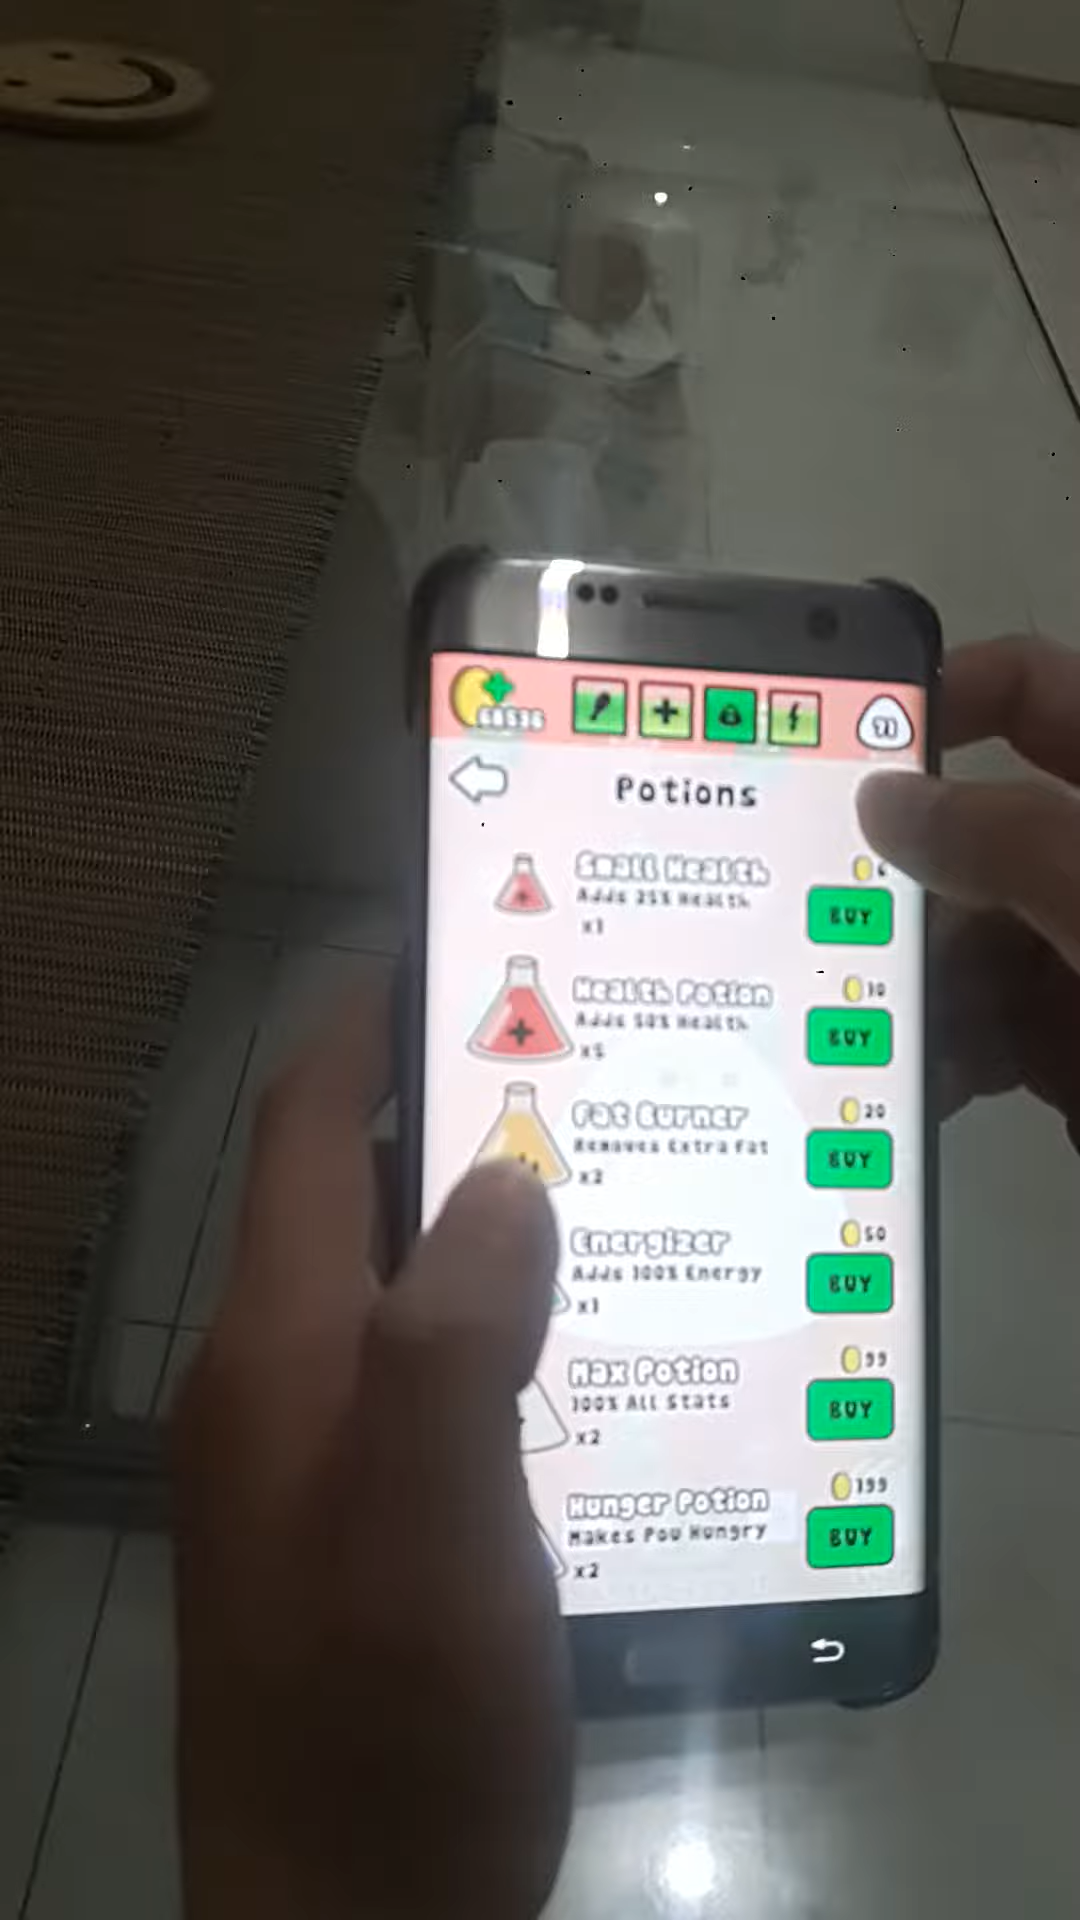 68536
71
Potions
Small Health
Adds 25% Health
x1
BUY
Health Potion
10
Adds 50% Health
x5
BUY
Fat Burner
20
Removes Extra Fat
x2
BUY
Energizer
50
Adds 100% Energy
x1
BUY
Max Potion
99
100% All Stats
x2
BUY
Hunger Potion
199
Makes Pou Hungry
x2
BUY